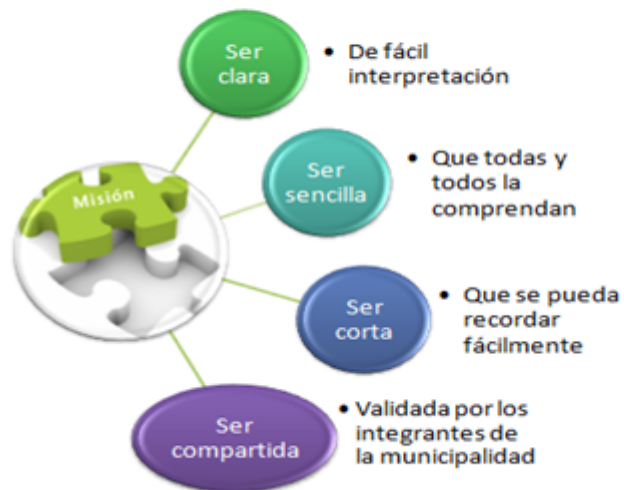 Misión
Ser
clara
• De fácil
interpretación
Ser
sencilla
• Que todas y
todos la
comprendan
Ser
corta
• Que se pueda
recordar
fácilmente
Ser
compartida
• Validada por los
integrantes de
la municipalidad